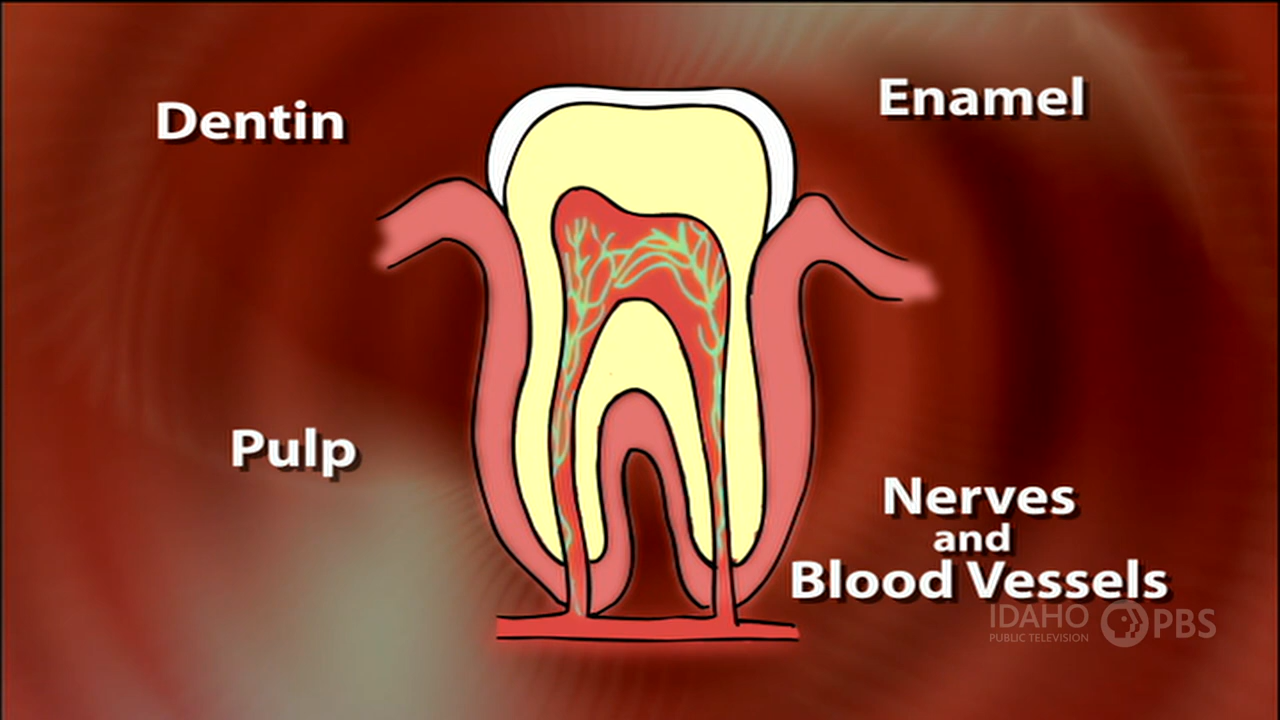 Dentin
Enamel
Pulp
Nerves
and
Blood Vessels
IDAHO
PUBLIC TELEVISION
PBS